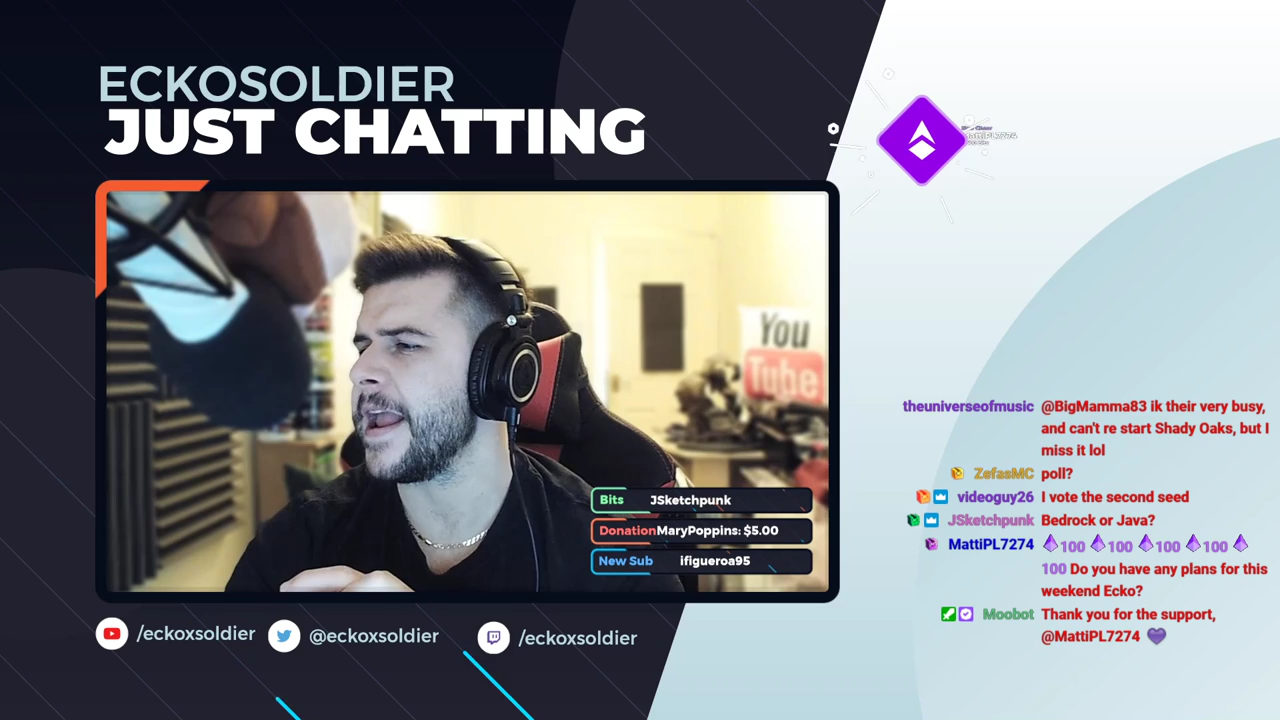 ECKOSOLDIER
JUST CHATTING
MattiPL7274
You
Tube
Bits JSketchpunk
Donation MaryPoppins: $5.00
New Sub ifigueroa95
/eckoxsoldier
@eckoxsoldier
/eckoxsoldier
theuniverseofmusic @BigMamma83 ik their very busy,
and can't re start Shady Oaks, but I
miss it lol
ZefasMC poll?
videoguy26 I vote the second seed
JSketchpunk Bedrock or Java?
MattiPL7274 100 100 100 100
100 Do you have any plans for this
weekend Ecko?
Moobot Thank you for the support,
@MattiPL7274 💜